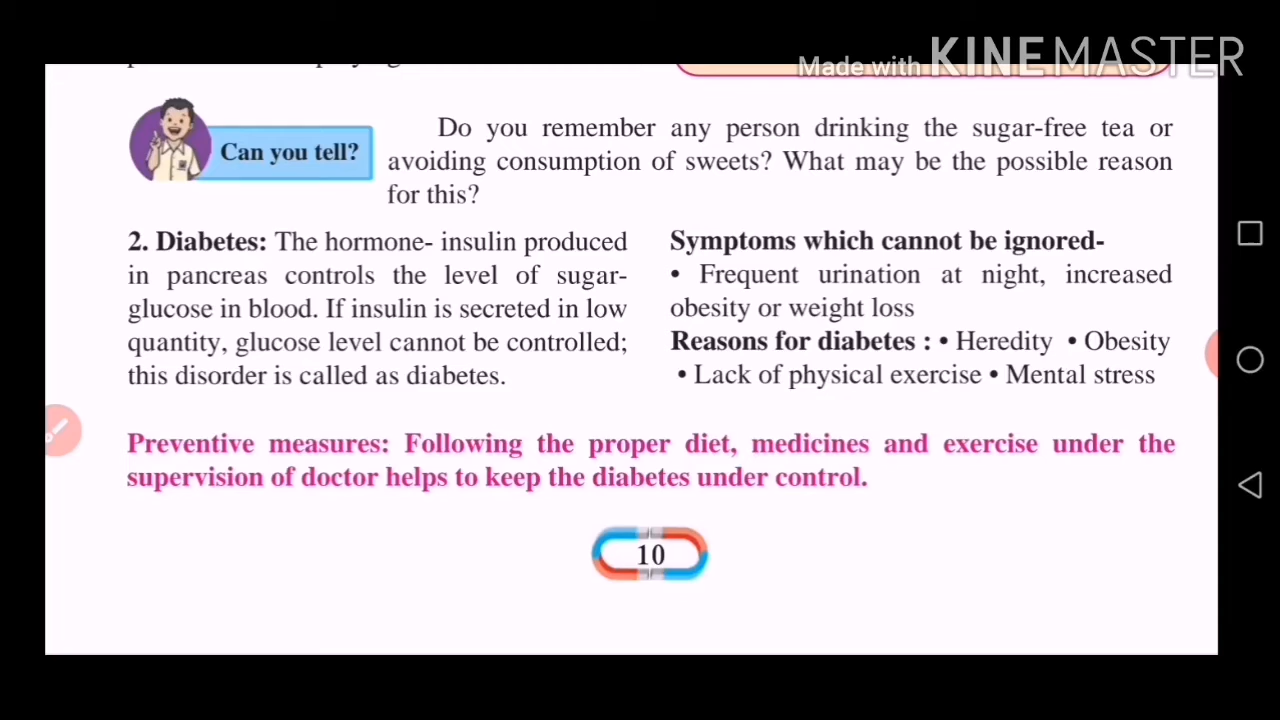 Made with KINEMASTER
Can you tell?
Do you remember any person drinking the sugar-free tea or
avoiding consumption of sweets? What may be the possible reason
for this?
2. Diabetes: The hormone- insulin produced
in pancreas controls the level of sugar-
glucose in blood. If insulin is secreted in low
quantity, glucose level cannot be controlled;
this disorder is called as diabetes.
Symptoms which cannot be ignored-
• Frequent urination at night, increased
obesity or weight loss
Reasons for diabetes : • Heredity • Obesity
• Lack of physical exercise • Mental stress
Preventive measures: Following the proper diet, medicines and exercise under the
supervision of doctor helps to keep the diabetes under control.
10